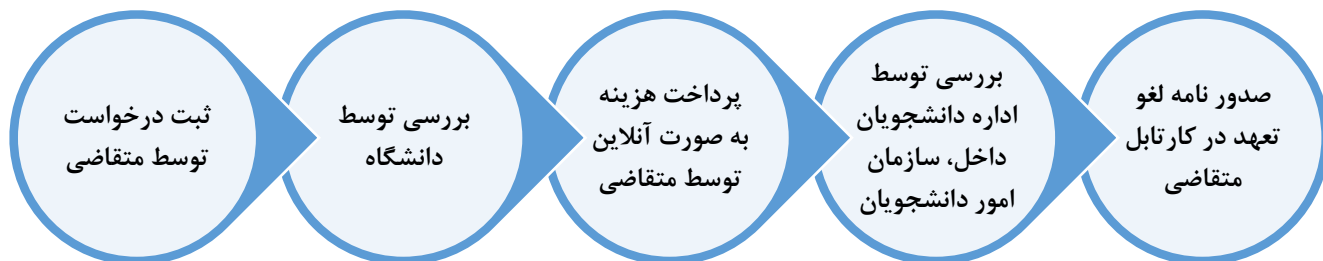 ثبت درخواست
توسط متقاضی
بررسی توسط
دانشگاه
پرداخت هزینه
به صورت آنلاین
توسط متقاضی
بررسی توسط
اداره دانشجویان
داخل، سازمان
امور دانشجویان
صدور نامه لغو
تعهد در کارتابل
متقاضی